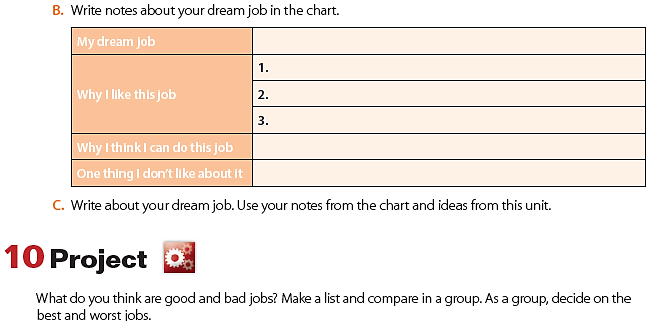 B. Write notes about your dream job in the chart.
My dream job
Why I like this job
1.
2.
3.
Why I think I can do this job
One thing I don't like about it
C. Write about your dream job. Use your notes from the chart and ideas from this unit.
10 Project
What do you think are good and bad jobs? Make a list and compare in a group. As a group, decide on the
best and worst jobs.